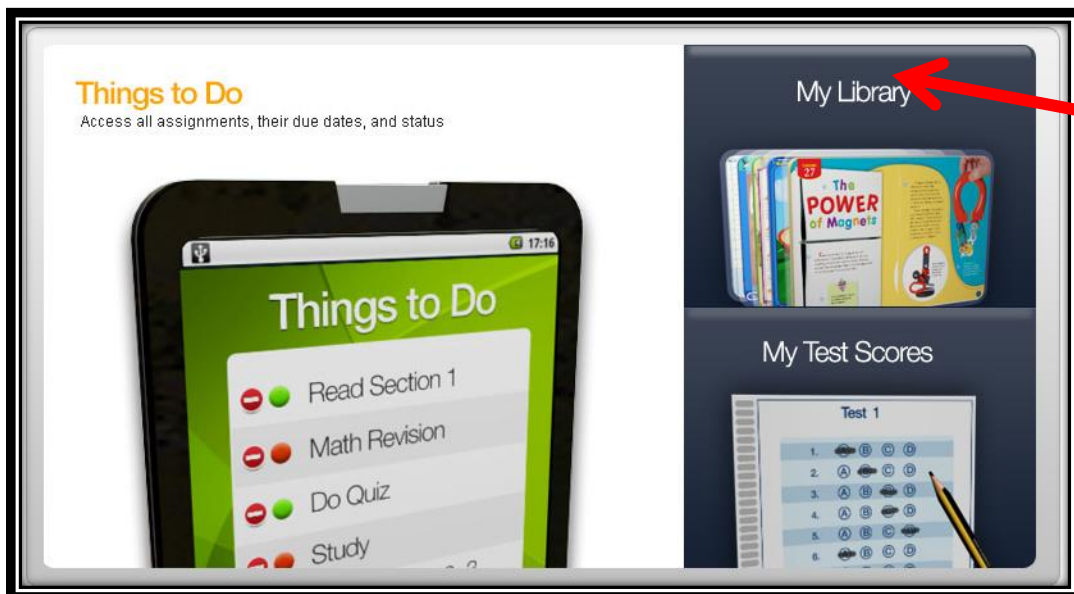 Things to Do
Access all assignments, their due dates, and status
17:16
Things to Do
Read Section 1
Math Revision
Do Quiz
Study
My Library
27
The
POWER
of Magnets
My Test Scores
Test 1
1. B C D
2. A C D
3. A B D
4. A B D
5. A B C
6. B C D